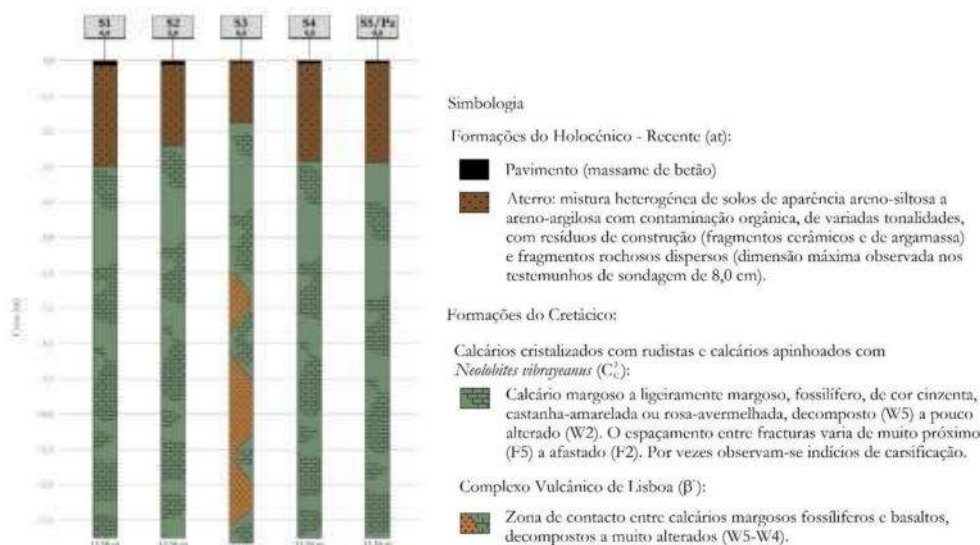 S1
S2
S3
S4
S5/Pz
Simbologia
Formações do Holocénico - Recente (at):
Pavimento (massame de betão)
Aterro: mistura heterogénea de solos de aparência areno-siltosa a
areno-argilosa com contaminação orgânica, de variadas tonalidades,
com resíduos de construção (fragmentos cerâmicos e de argamassa)
e fragmentos rochosos dispersos (dimensão máxima observada nos
testemunhos de sondagem de 8,0 cm).
Formações do Cretácico:
Calcários cristalizados com rudistas e calcários apinhoados com
Neolobites vibrayeanus
Calcário margoso a ligeiramente margoso, fossilífero, de cor cinzenta,
castanha-amarelada ou rosa-avermelhada, decomposto (W5) a pouco
alterado (W2). O espaçamento entre fracturas varia de muito próximo
(F5) a afastado (F2). Por vezes observam-se indícios de carsificação.
Complexo Vulcânico de Lisboa
Zona de contacto entre calcários margosos fossilíferos e basaltos,
decompostos a muito alterados (W5-W4).